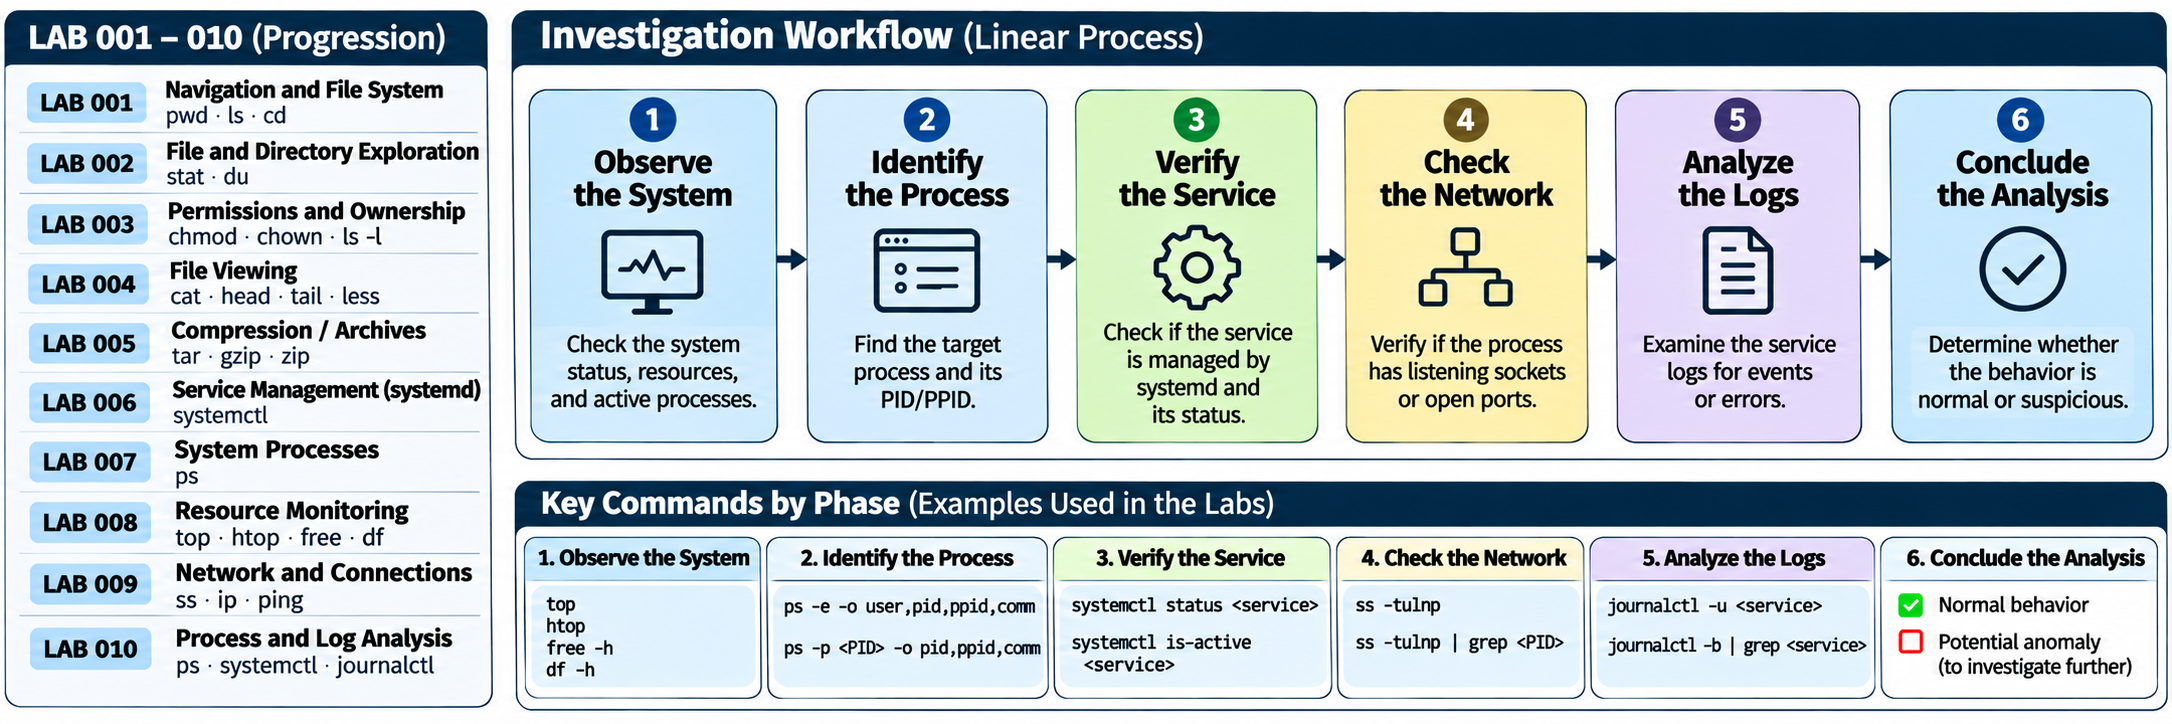 LAB 001 – 010 (Progression)
LAB 001
Navigation and File System
pwd · ls · cd
LAB 002
File and Directory Exploration
stat · du
LAB 003
Permissions and Ownership
chmod · chown · ls -l
LAB 004
File Viewing
cat · head · tail · less
LAB 005
Compression / Archives
tar · gzip · zip
LAB 006
Service Management (systemd)
systemctl
LAB 007
System Processes
ps
LAB 008
Resource Monitoring
top · htop · free · df
LAB 009
Network and Connections
ss · ip · ping
LAB 010
Process and Log Analysis
ps · systemctl · journalctl
Investigation Workflow (Linear Process)
1
Observe
the System
Check the system
status, resources,
and active processes.
2
Identify
the Process
Find the target
process and its
PID/PPID.
3
Verify
the Service
Check if the service
is managed by
systemd and
its status.
4
Check
the Network
Verify if the process
has listening sockets
or open ports.
5
Analyze
the Logs
Examine the service
logs for events
or errors.
6
Conclude
the Analysis
Determine whether
the behavior is
normal or suspicious.
Key Commands by Phase (Examples Used in the Labs)
1. Observe the System
top
htop
free -h
df -h
2. Identify the Process
ps -e -o user,pid,ppid,comm
ps -p <PID> -o pid,ppid,comm
3. Verify the Service
systemctl status <service>
systemctl is-active
<service>
4. Check the Network
ss -tulnp
ss -tulnp | grep <PID>
5. Analyze the Logs
journalctl -u <service>
journalctl -b | grep <service>
6. Conclude the Analysis
Normal behavior
Potential anomaly
(to investigate further)